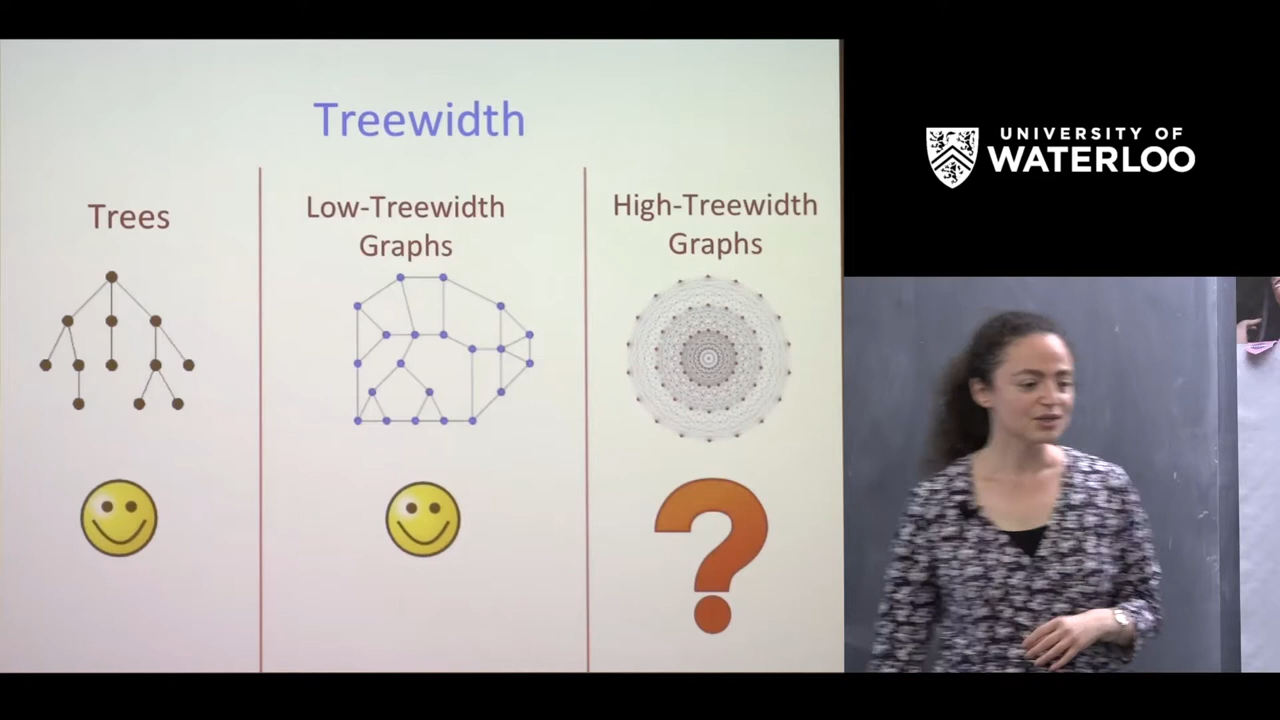 Treewidth
Trees
Low-Treewidth
Graphs
High-Treewidth
Graphs
?
UNIVERSITY OF
WATERLOO